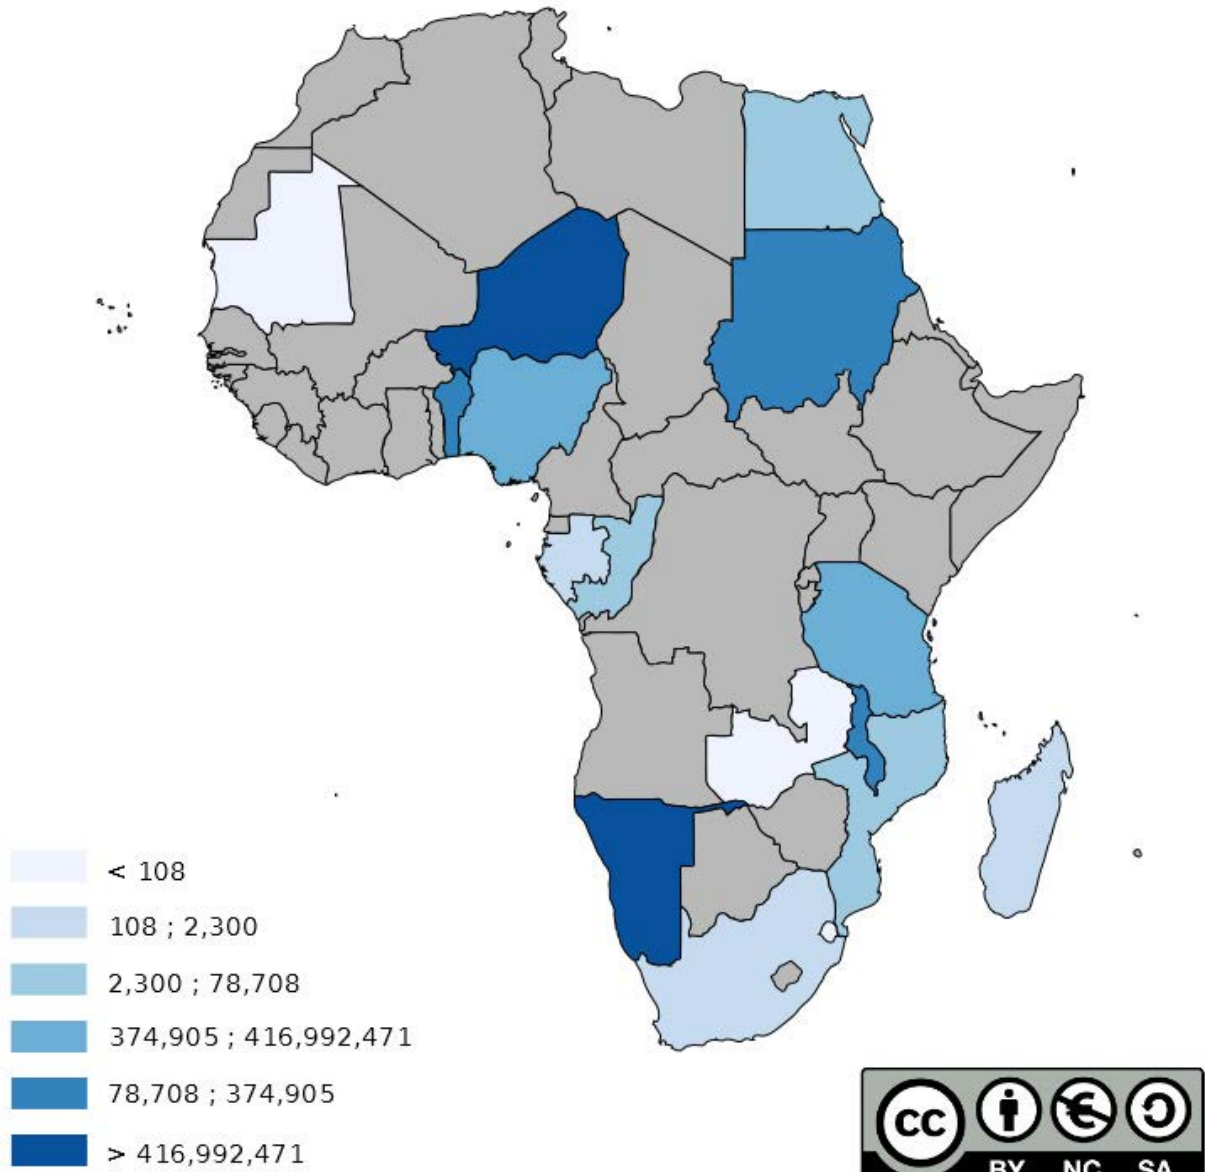 < 108
108 ; 2,300
2,300 ; 78,708
374,905 ; 416,992,471
78,708 ; 374,905
> 416,992,471
cc
BY NC SA